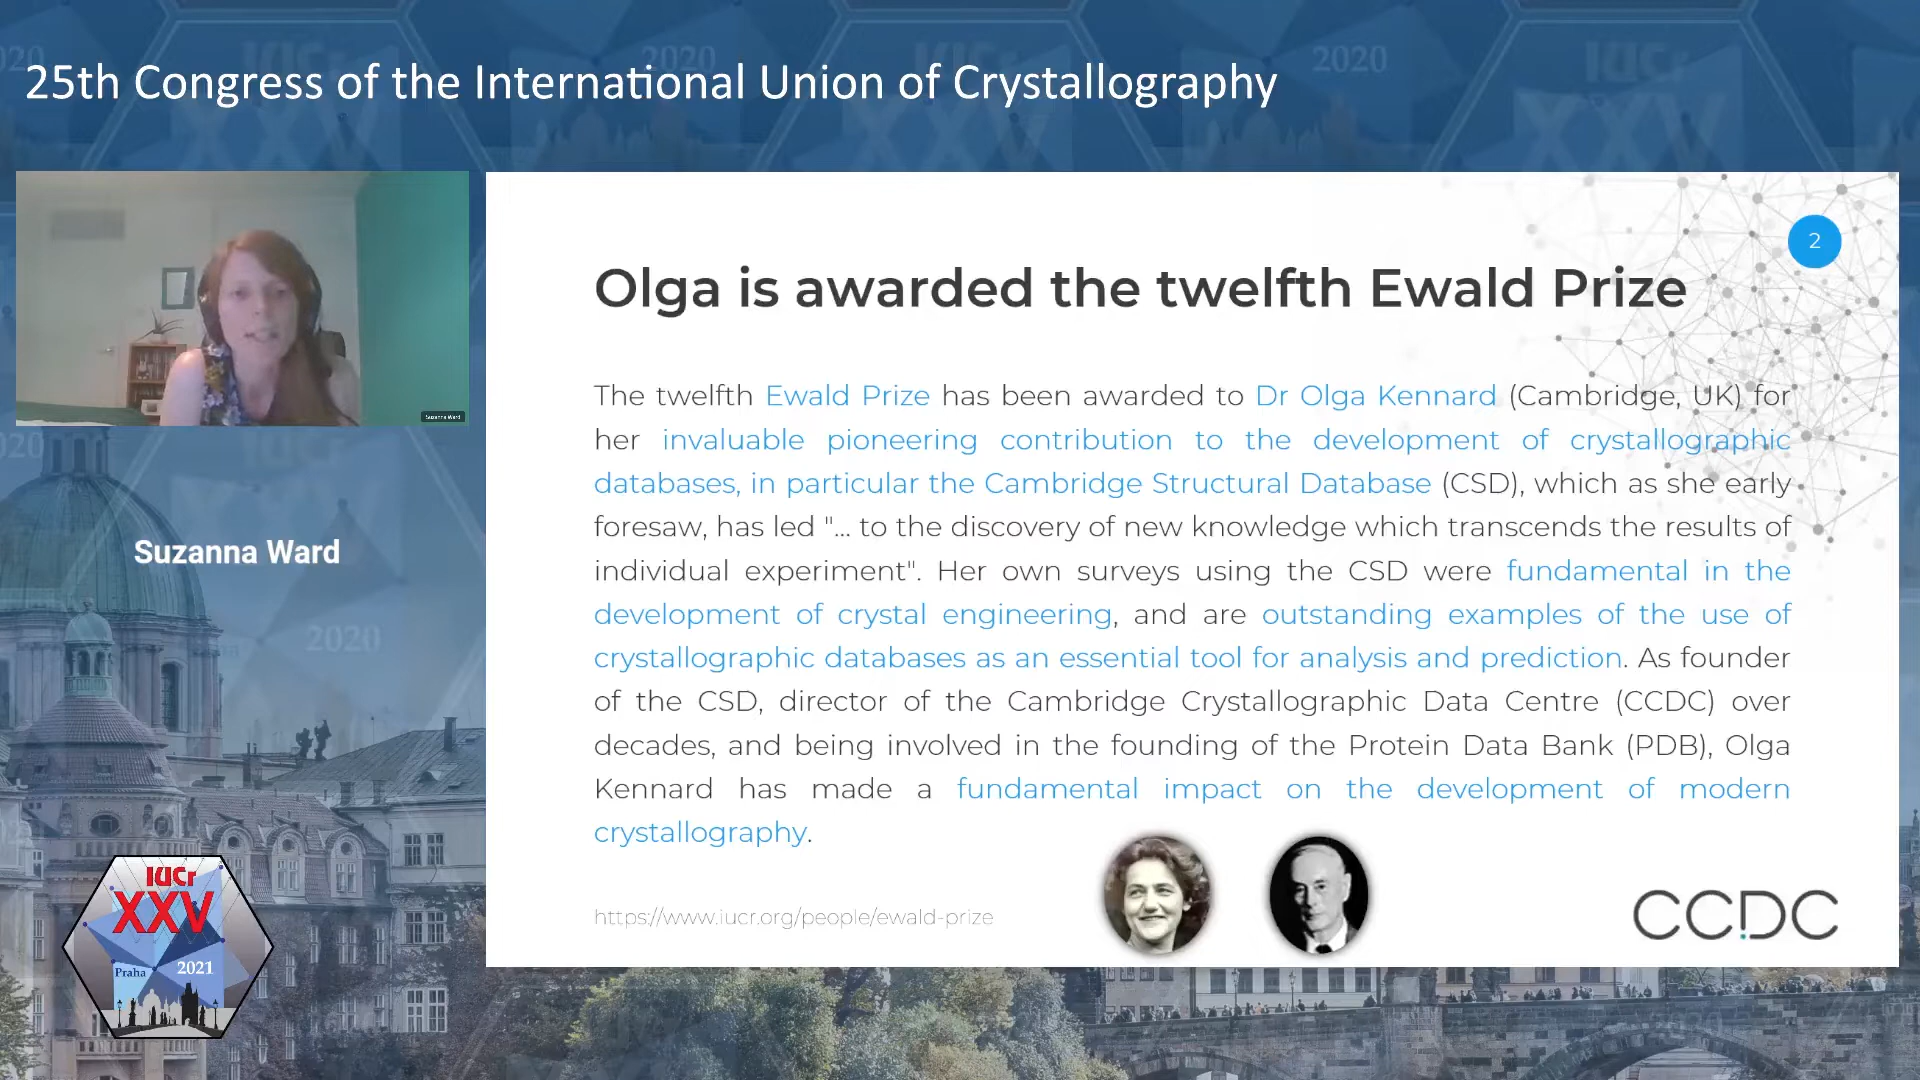 25th Congress of the International Union of Crystallography
Suzanna Ward
Suzanna Ward
IUCr
XXV
Praha
2021
2
Olga is awarded the twelfth Ewald Prize
The twelfth Ewald Prize has been awarded to Dr Olga Kennard (Cambridge, UK) for
her invaluable pioneering contribution to the development of crystallographic
databases, in particular the Cambridge Structural Database (CSD), which as she early
foresaw, has led "... to the discovery of new knowledge which transcends the results of
individual experiment". Her own surveys using the CSD were fundamental in the
development of crystal engineering, and are outstanding examples of the use of
crystallographic databases as an essential tool for analysis and prediction. As founder
of the CSD, director of the Cambridge Crystallographic Data Centre (CCDC) over
decades, and being involved in the founding of the Protein Data Bank (PDB), Olga
Kennard has made a fundamental impact on the development of modern
crystallography.
https://www.iucr.org/people/ewald-prize
CCDC
2020
2020
2020
IUCr
XXV